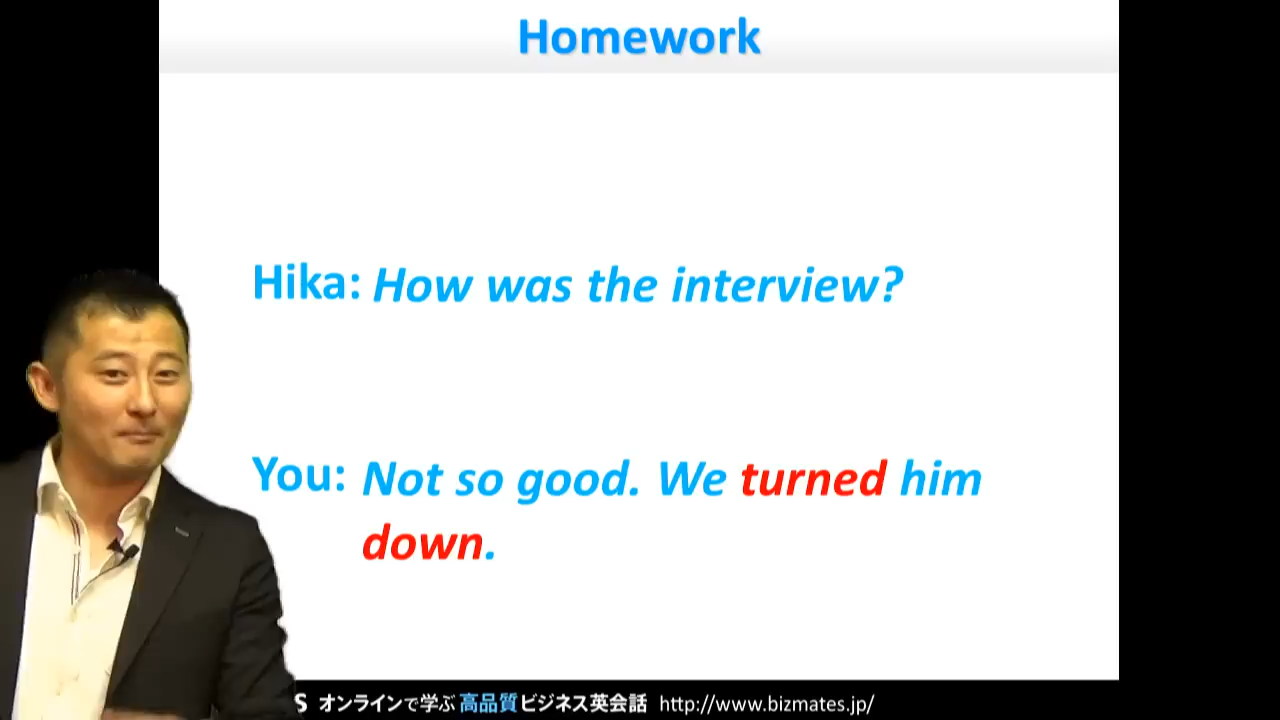 Homework
Hika: How was the interview?
You: Not so good. We turned him
down.
S オンラインで学ぶ 高品質 ビジネス英会話 http://www.bizmates.jp/